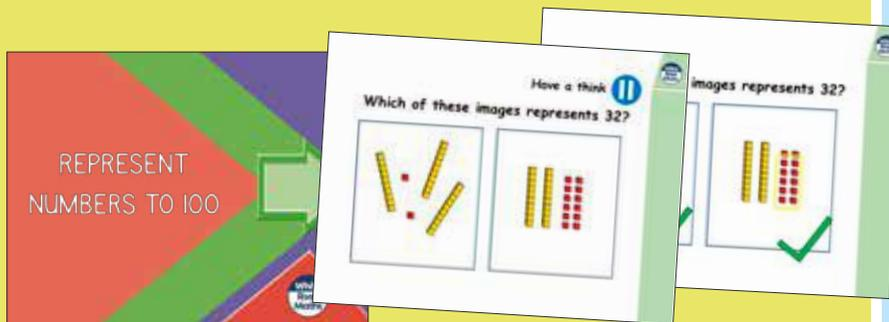 REPRESENT
NUMBERS TO 100
Have a think
Which of these images represents 32?
images represents 32?